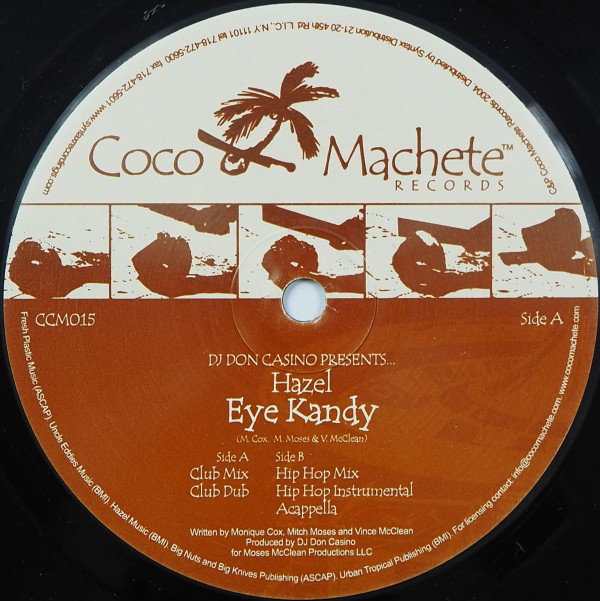 C&P Coco Machete Records 2004 Distributed by Syntax Distribution 21-20 45th Rd L.I.C., N.Y 11101 tel 718-472-5600 fax 718-472-5601 www.syntaxrecordings.com
Coco Machete™
RECORDS
CCM015
Side A
DJ DON CASINO PRESENTS...
Hazel
Eye Kandy
(M. Cox, M. Moses & V. McClean)
Side A Side B
Club Mix Hip Hop Mix
Club Dub Hip Hop Instrumental
Acappella
Written by Monique Cox, Mitch Moses and Vince McClean
Produced by DJ Don Casino
for Moses McClean Productions LLC
Fresh Plastic Music (ASCAP). Uncle Eddies Music (BMI). Hazel Music (BMI). Big Nuts and Big Knives Publishing (ASCAP). Urban Tropical Publishing (BMI). For licensing contact: info@cocomachete.com. www.cocomachete.com